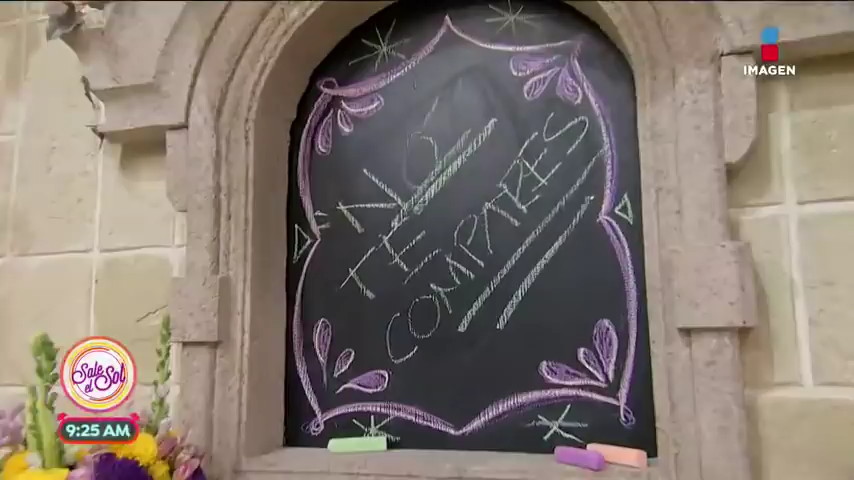 IMAGEN
NO
TE
COMPARES
Sale
el
Sol
9:25 AM